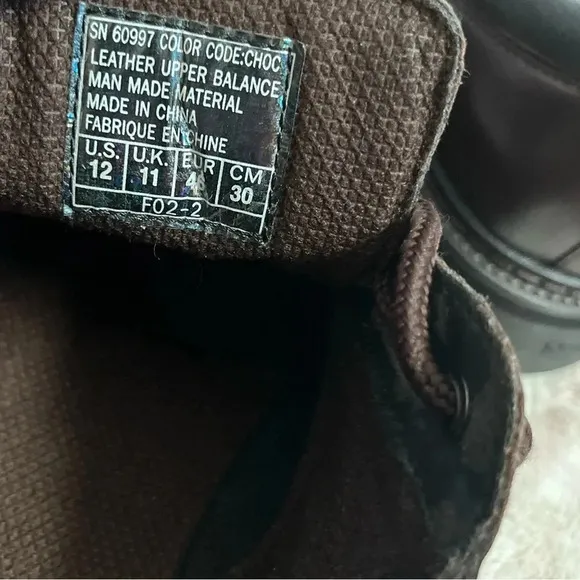 SN 60997 COLOR CODE:CHOC
LEATHER UPPER BALANCE
MAN MADE MATERIAL
MADE IN CHINA
FABRIQUE EN CHINE
U.S. U.K. EUR CM
12 11 30
F02-2